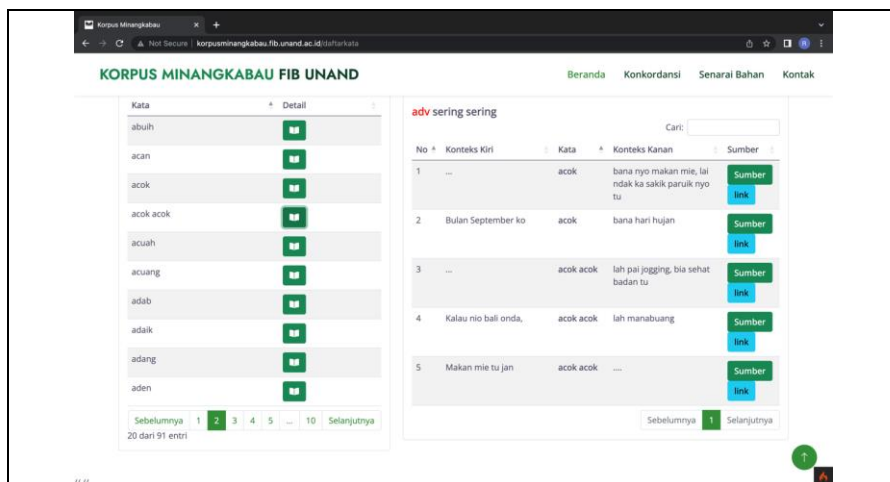 Korpus Minangkabau
Not Secure | korpusminangkabau.fib.unand.ac.id/daftarkata
KORPUS MINANGKABAU FIB UNAND
Beranda Konkordansi Senarai Bahan Kontak
Kata Detail
abuih
acan
acok
acok acok
acuah
acuang
adab
adaik
adang
aden
Sebelumnya 1 2 3 4 5 ... 10 Selanjutnya
20 dari 91 entri
adv sering sering
Cari:
No Konteks Kiri Kata Konteks Kanan Sumber
1 ... acok bana nyo makan mie, lai Sumber
ndak ka sakik paruik nyo link
tu
2 Bulan September ko acok bana hari hujan Sumber
link
3 ... acok acok lah pai jogging, bia sehat Sumber
badan tu link
4 Kalau nio bali onda, acok acok lah manabuang Sumber
link
5 Makan mie tu jan acok acok .... Sumber
link
Sebelumnya 1 Selanjutnya